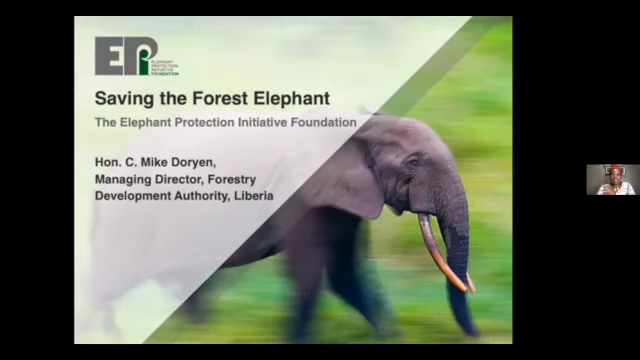 EPi
ELEPHANT
PROTECTION
INITIATIVE
FOUNDATION
Saving the Forest Elephant
The Elephant Protection Initiative Foundation
Hon. C. Mike Doryen,
Managing Director, Forestry
Development Authority, Liberia